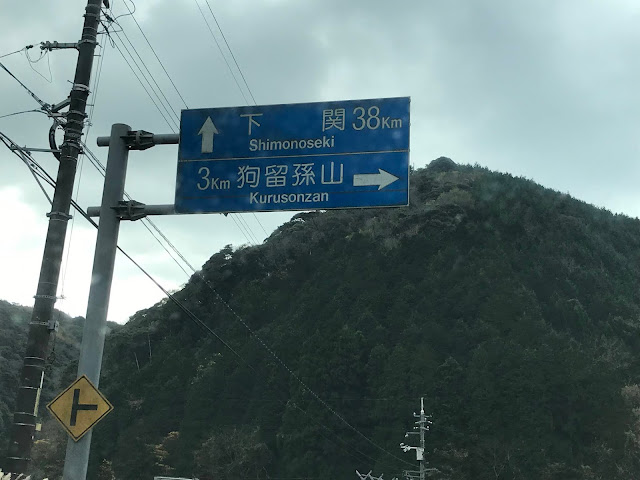 下 関 38Km
Shimonoseki
3Km 狗留孫山
Kurusonzan